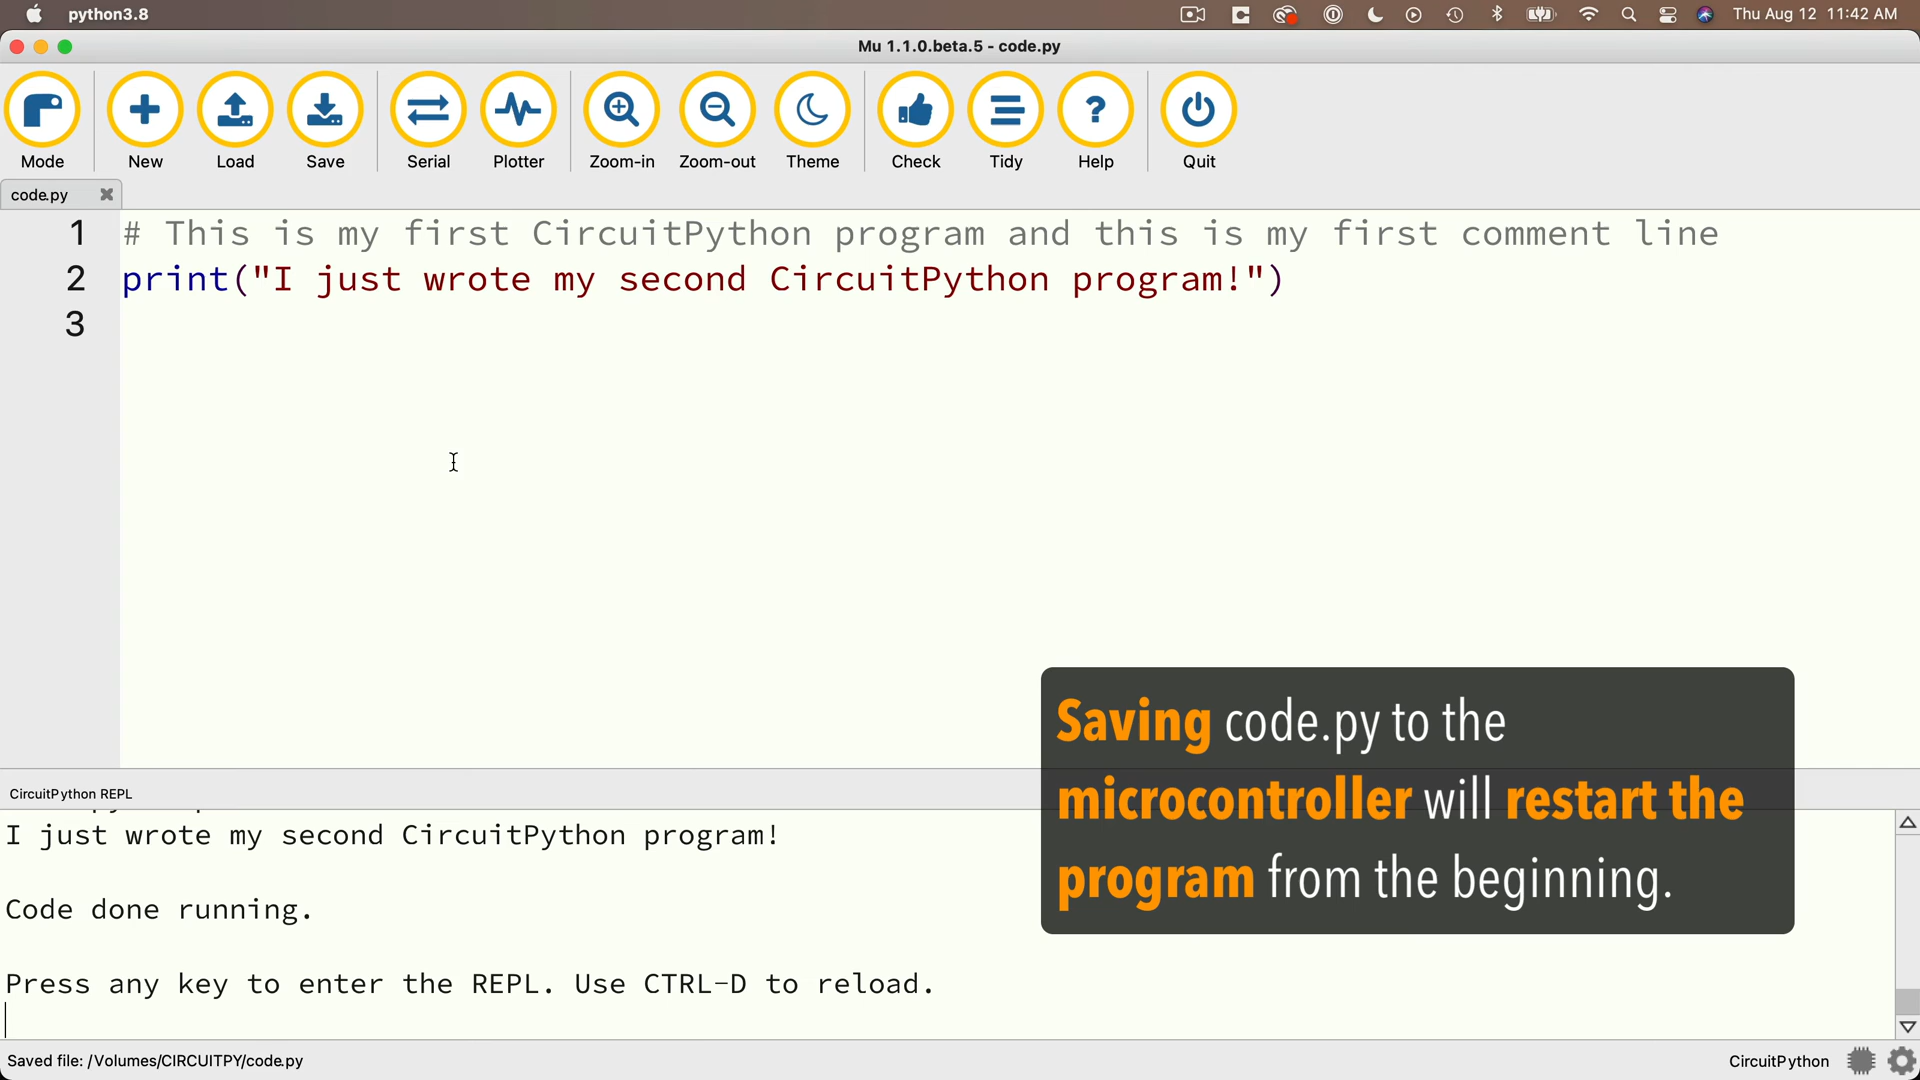 python3.8
Thu Aug 12 11:42 AM
Mu 1.1.0.beta.5 - code.py
Mode
New
Load
Save
Serial
Plotter
Zoom-in
Zoom-out
Theme
Check
Tidy
Help
Quit
code.py
1 # This is my first CircuitPython program and this is my first comment line
2 print("I just wrote my second CircuitPython program!")
3
Saving code.py to the
microcontroller will restart the
program from the beginning.
CircuitPython REPL
I just wrote my second CircuitPython program!
Code done running.
Press any key to enter the REPL. Use CTRL-D to reload.
Saved file: /Volumes/CIRCUITPY/code.py
CircuitPython